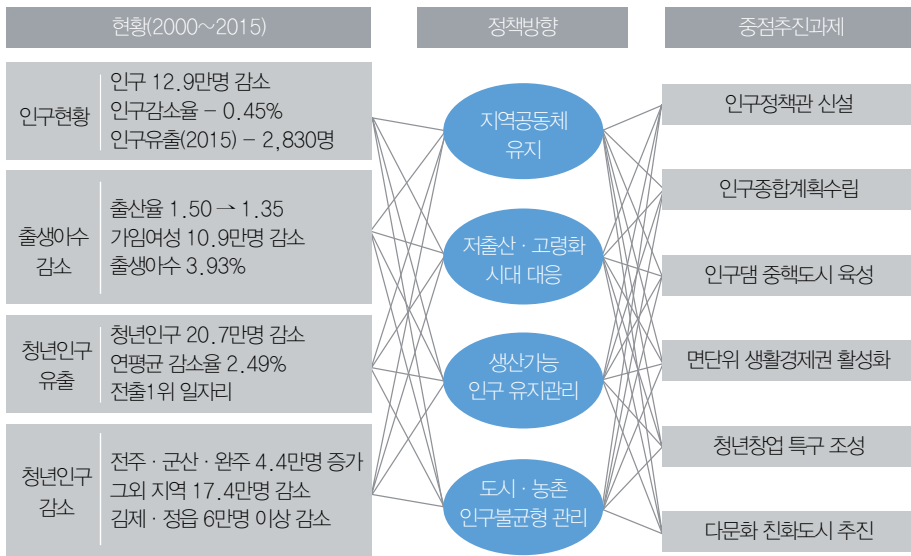 현황(2000~2015)
인구현황
인구 12.9만명 감소
인구감소율 - 0.45%
인구유출(2015) - 2,830명
출생아수
감소
출산율 1.50 → 1.35
가임여성 10.9만명 감소
출생아수 3.93%
청년인구
유출
청년인구 20.7만명 감소
연평균 감소율 2.49%
전출1위 일자리
청년인구
감소
전주 · 군산 · 완주 4.4만명 증가
그외 지역 17.4만명 감소
김제 · 정읍 6만명 이상 감소
정책방향
지역공동체
유지
저출산 · 고령화
시대 대응
생산가능
인구 유지관리
도시 · 농촌
인구불균형 관리
중점추진과제
인구정책관 신설
인구종합계획수립
인구댐 중핵도시 육성
면단위 생활경제권 활성화
청년창업 특구 조성
다문화 친화도시 추진